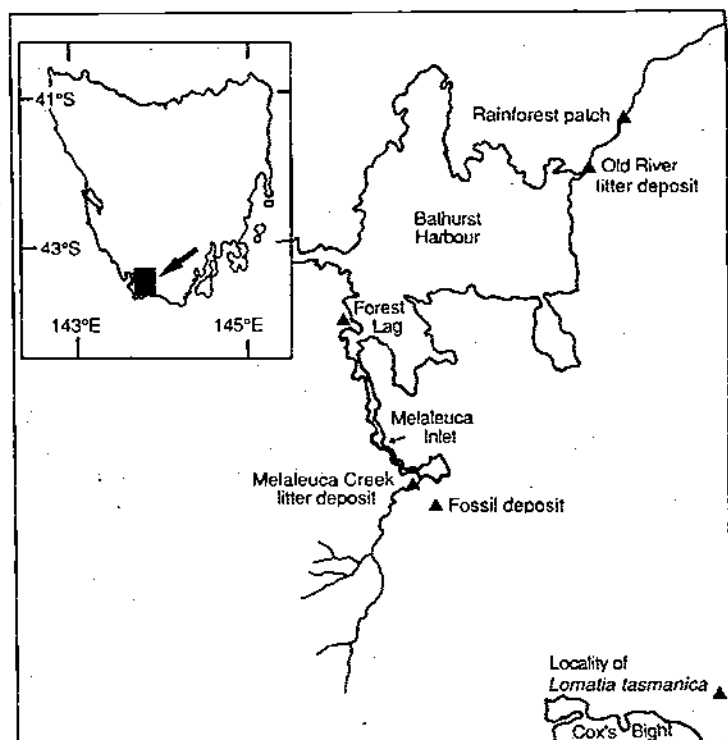 41°S
43°S
143°E
145°E
Rainforest patch
Old River
litter deposit
Bathurst
Harbour
Forest
Lag
Melaleuca
Inlet
Melaleuca Creek
litter deposit
Fossil deposit
Locality of
Lomatia tasmanica
Cox's Bight